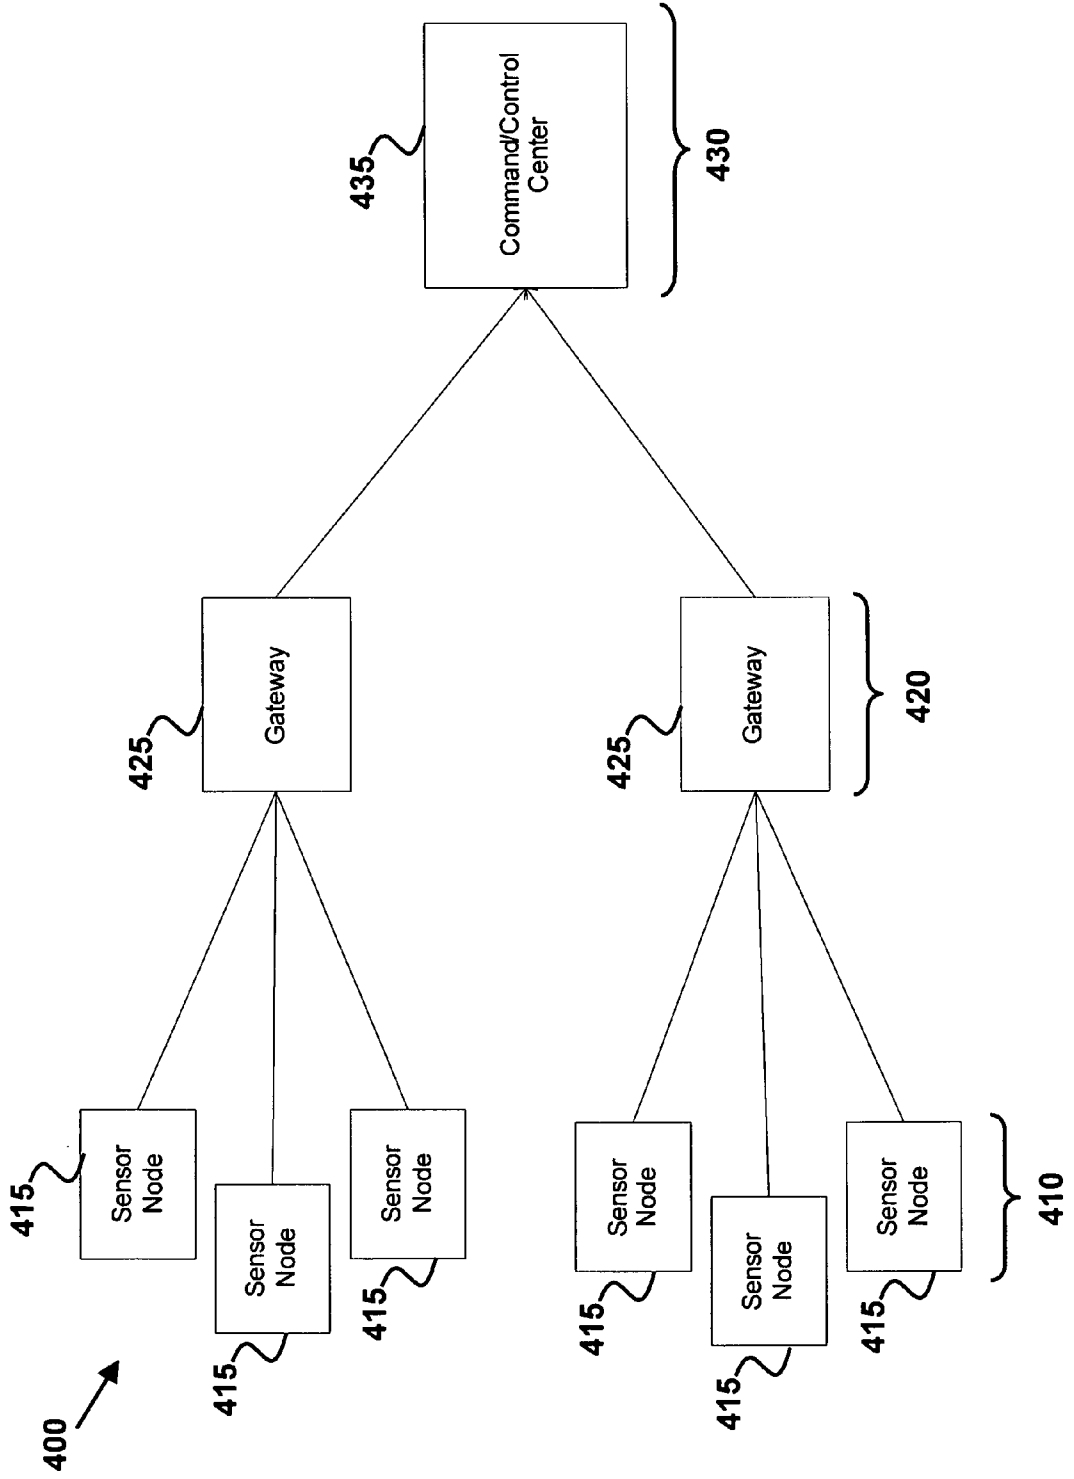 400
415
Sensor
Node
415
Sensor
Node
415
Sensor
Node
415
Sensor
Node
415
Sensor
Node
415
Sensor
Node
410
425
Gateway
425
Gateway
420
435
Command/Control
Center
430